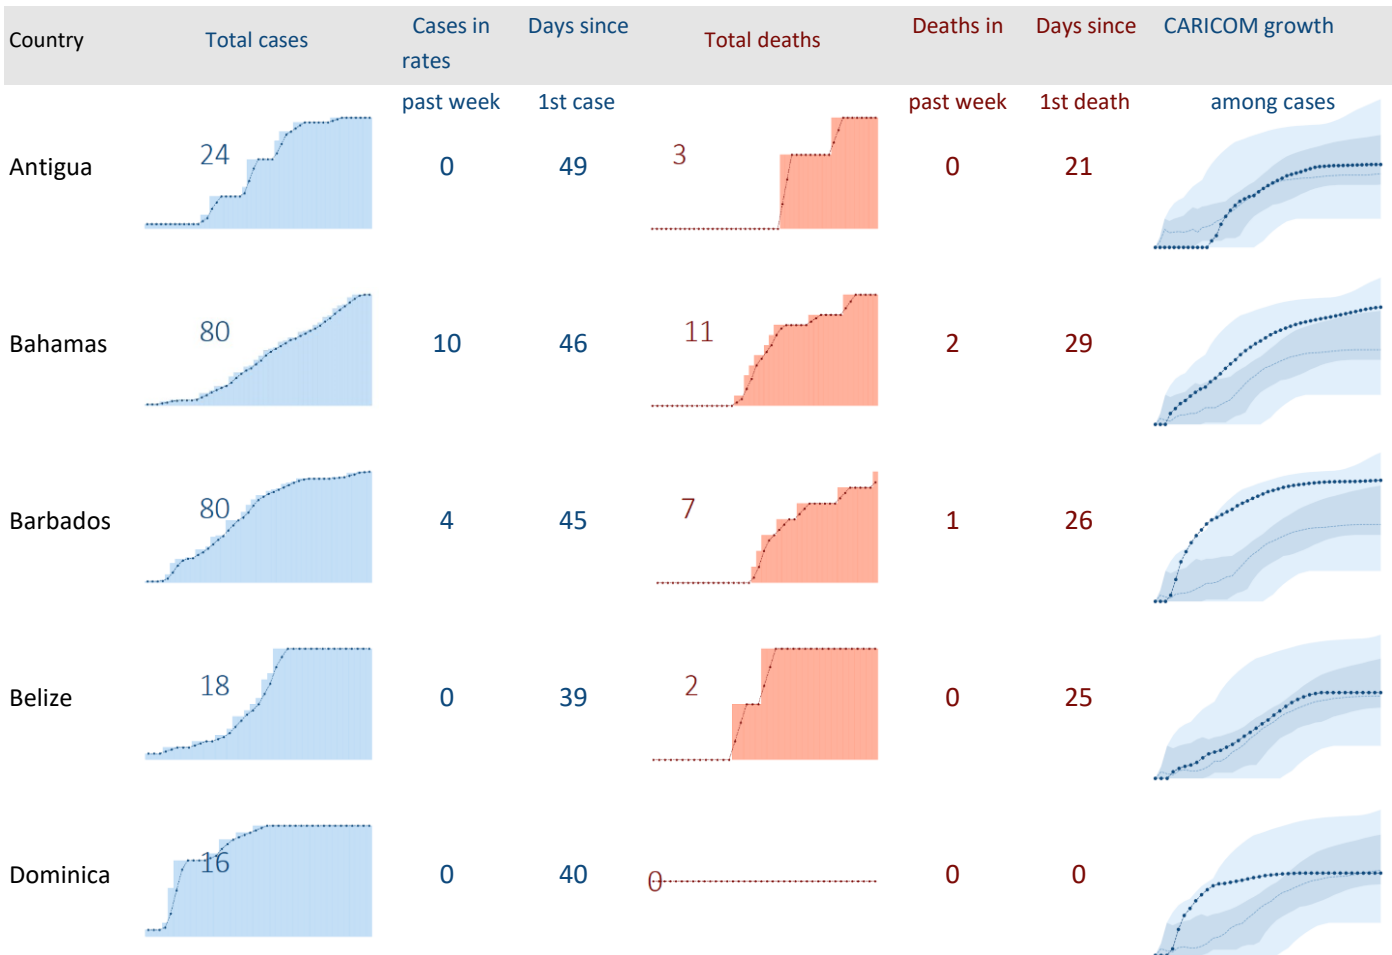 Country Total cases Cases in rates Days since Total deaths Deaths in Days since CARICOM growth
past week 1st case past week 1st death among cases
Antigua 24 0 49 3 0 21
Bahamas 80 10 46 11 2 29
Barbados 80 4 45 7 1 26
Belize 18 0 39 2 0 25
Dominica 16 0 40 0 0 0